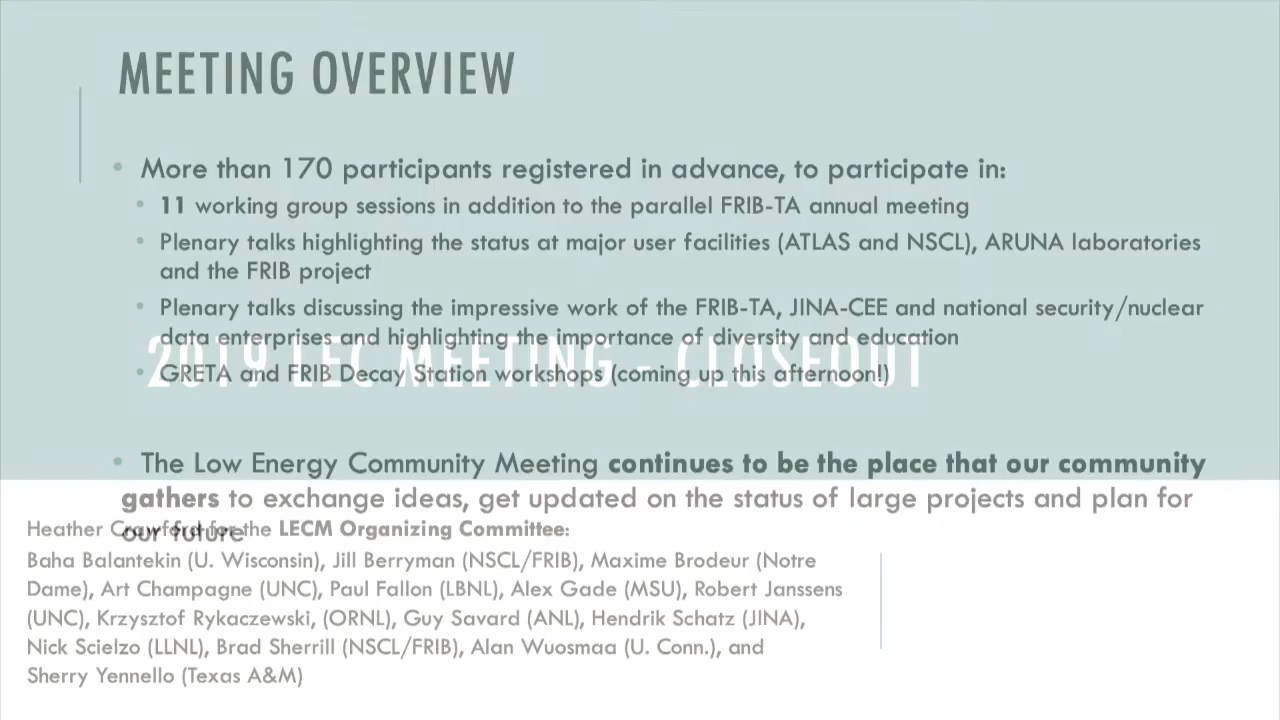 MEETING OVERVIEW
• More than 170 participants registered in advance, to participate in:
• 11 working group sessions in addition to the parallel FRIB-TA annual meeting
• Plenary talks highlighting the status at major user facilities (ATLAS and NSCL), ARUNA laboratories
and the FRIB project
• Plenary talks discussing the impressive work of the FRIB-TA, JINA-CEE and national security/nuclear
data enterprises and highlighting the importance of diversity and education
2019 LEC MEETING - CLOSEOUT
• GRETA and FRIB Decay Station workshops (coming up this afternoon!)
• The Low Energy Community Meeting continues to be the place that our community
gathers to exchange ideas, get updated on the status of large projects and plan for
our future
Heather Crawford for the LECM Organizing Committee:
Baha Balantekin (U. Wisconsin), Jill Berryman (NSCL/FRIB), Maxime Brodeur (Notre
Dame), Art Champagne (UNC), Paul Fallon (LBNL), Alex Gade (MSU), Robert Janssens
(UNC), Krzysztof Rykaczewski, (ORNL), Guy Savard (ANL), Hendrik Schatz (JINA),
Nick Scielzo (LLNL), Brad Sherrill (NSCL/FRIB), Alan Wuosmaa (U. Conn.), and
Sherry Yennello (Texas A&M)